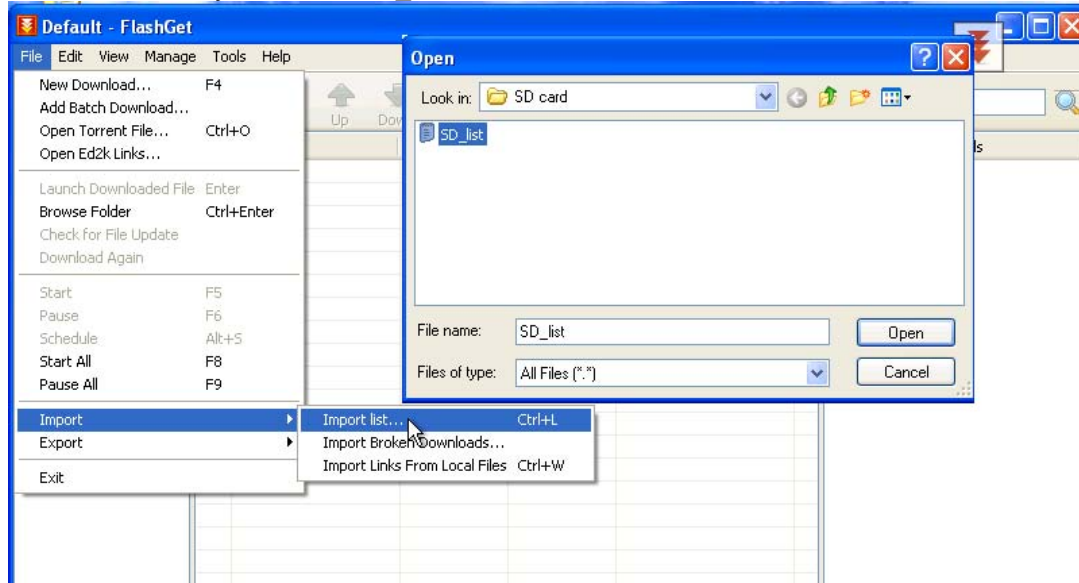 Default - FlashGet
File Edit View Manage Tools Help
New Download... F4
Add Batch Download...
Open Torrent File... Ctrl+O
Open Ed2k Links...
Launch Downloaded File Enter
Browse Folder Ctrl+Enter
Check for File Update
Download Again
Start F5
Pause F6
Schedule Alt+S
Start All F8
Pause All F9
Import
Export
Exit
Import list... Ctrl+L
Import Broken Downloads...
Import Links From Local Files Ctrl+W
Up
Open
Look in: SD card
SD_list
File name: SD_list
Open
Files of type: All Files (*.*)
Cancel